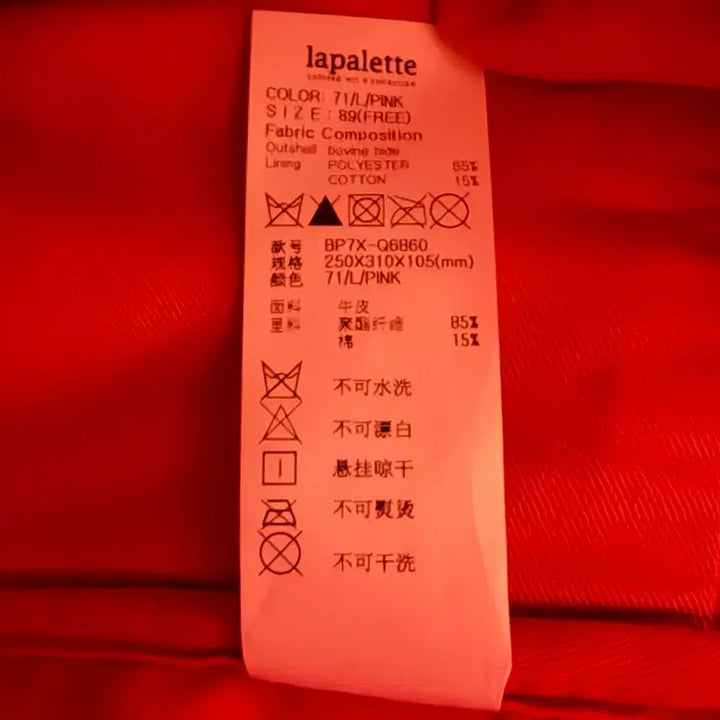 lapalette
COLOR: 71/L/PINK
SIZE: 89(FREE)
Fabric Composition
Outshell bovine hide
Lining POLYESTER 85%
COTTON 15%
款号 BP7X-Q6860
规格 250X310X105(mm)
颜色 71/L/PINK
面料 牛皮
里料 聚酯纤维 85%
棉 15%
不可水洗
不可漂白
悬挂晾干
不可熨烫
不可干洗